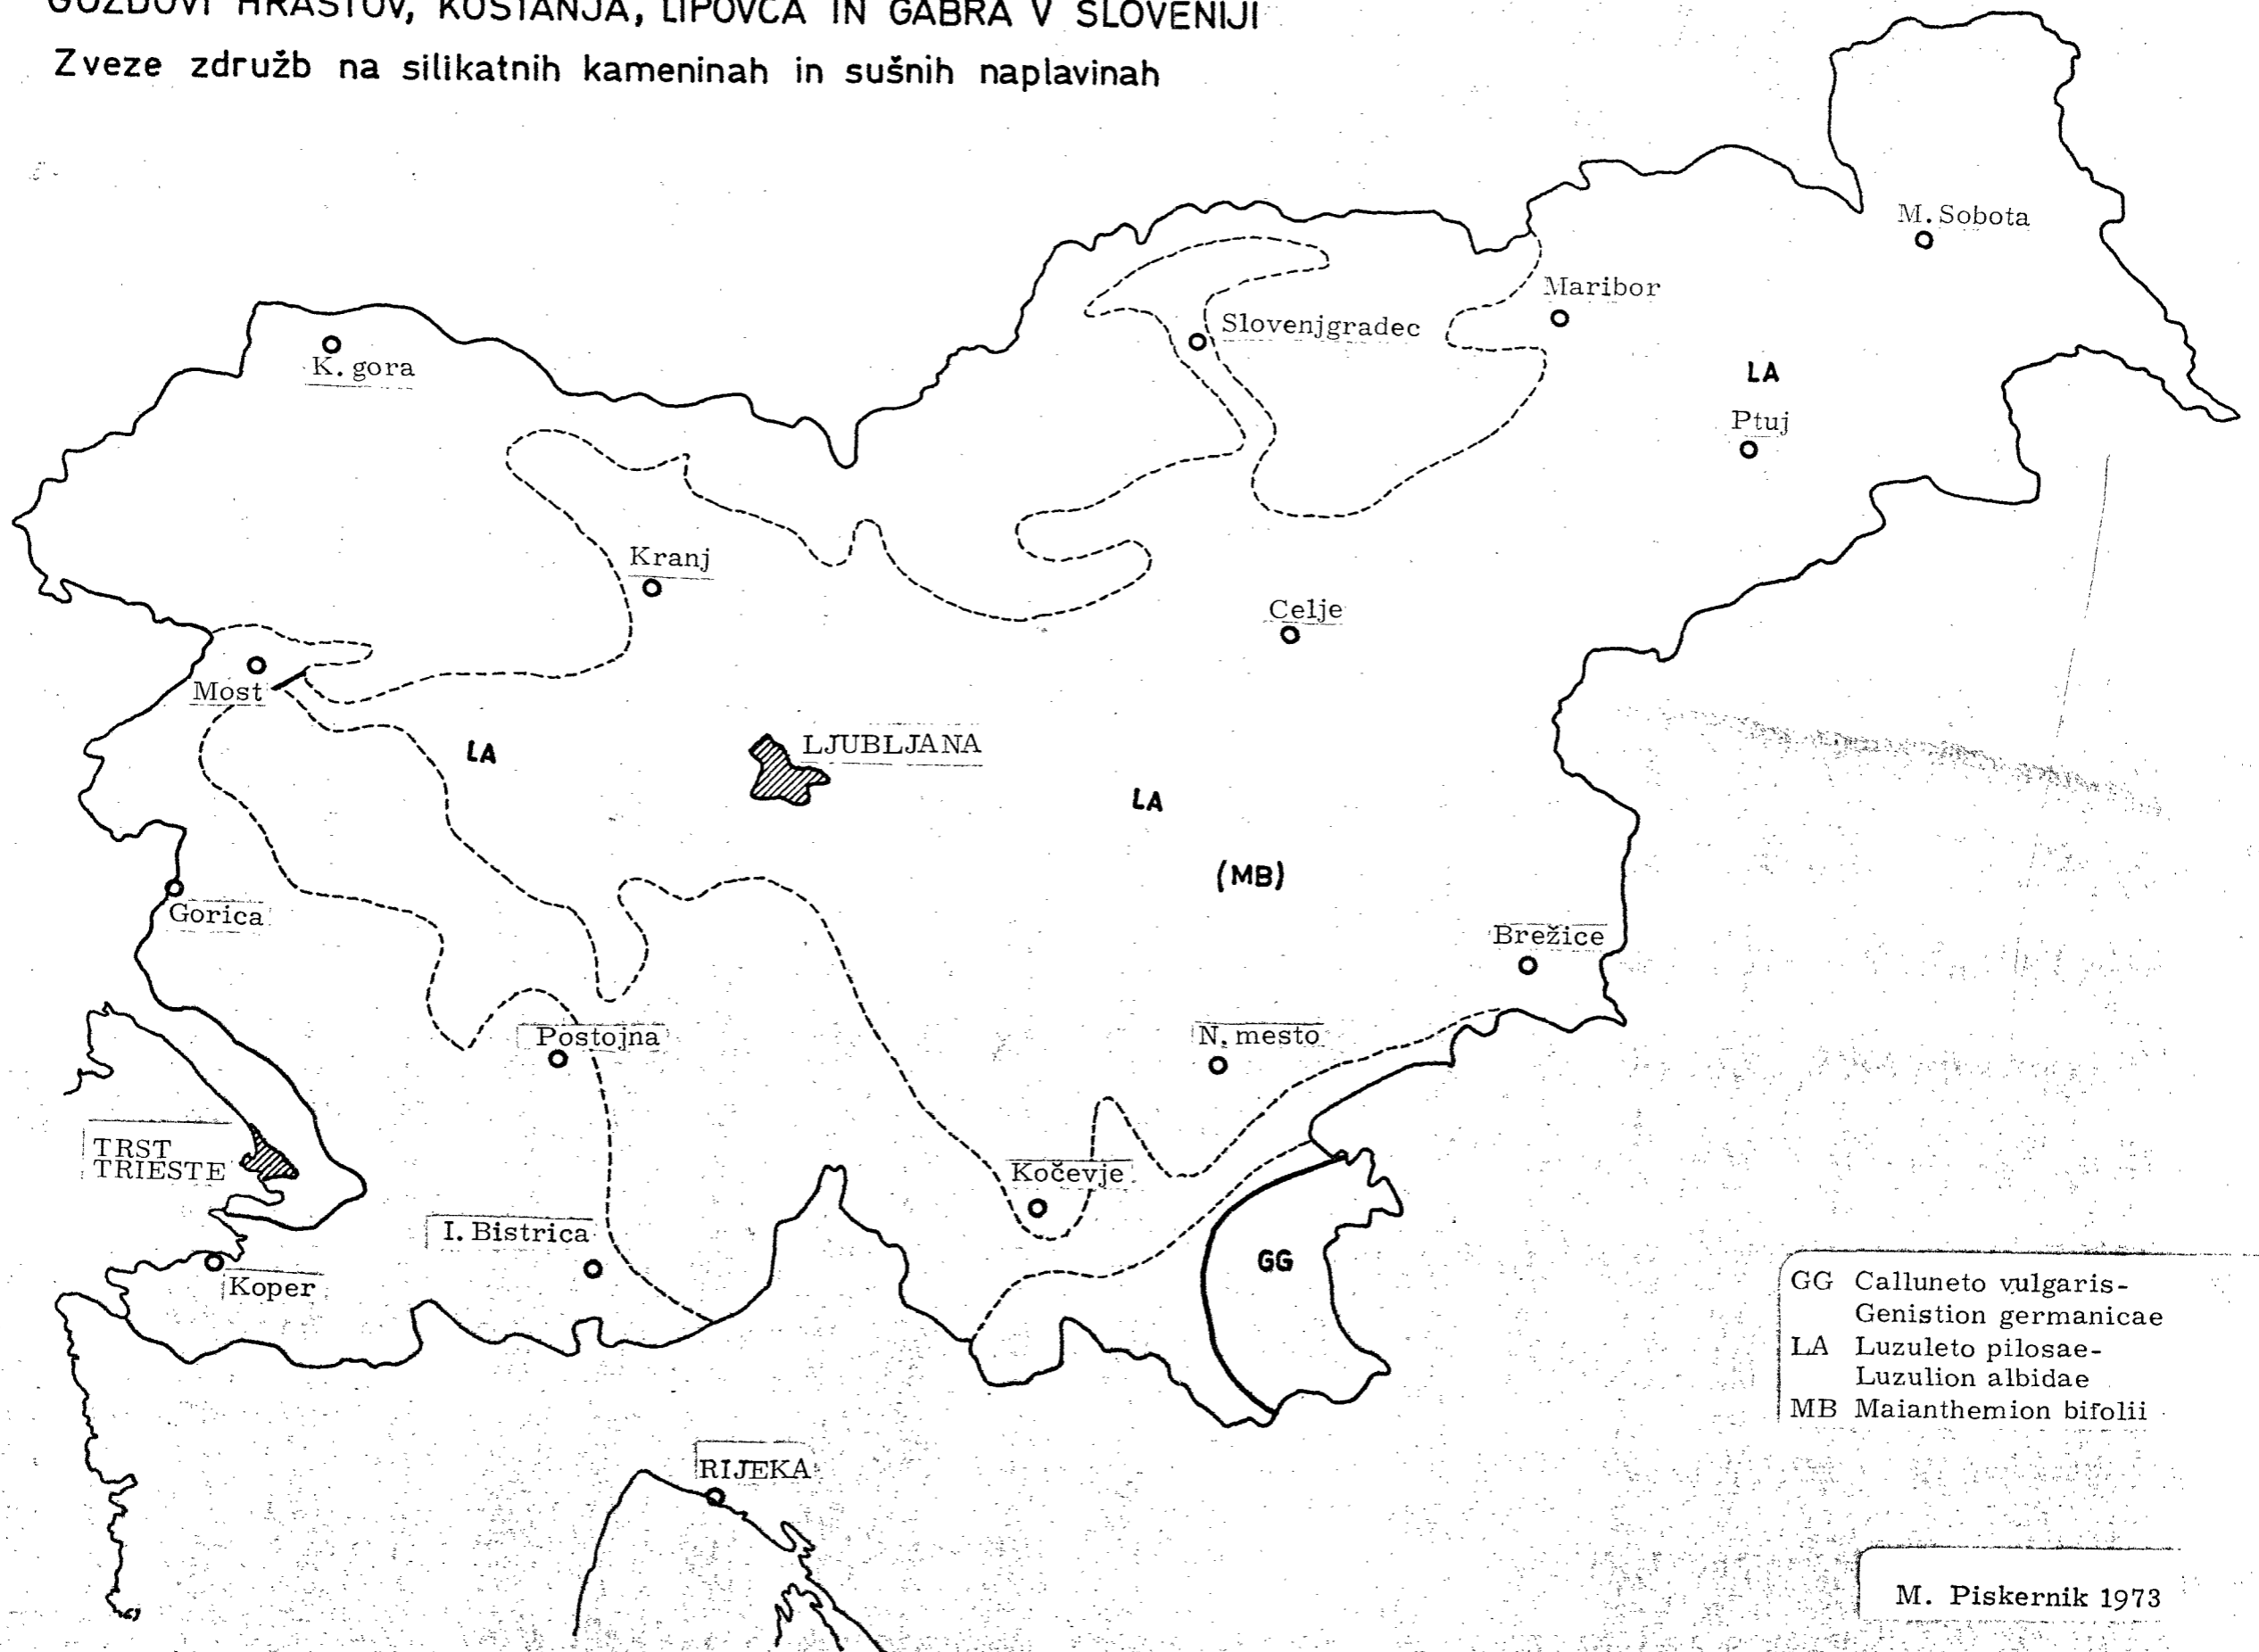 GOZDOVI HRASTOV, KOSTANJA, LIPOVCA IN GABRA V SLOVENIJI
Zveze združb na silikatnih kameninah in sušnih naplavinah
M. Sobota
Maribor
Slovenjgradec
K. gora
LA
Ptuj
Kranj
Celje
Most
LJUBLJANA
LA
LA
(MB)
Gorica
Brežice
Postojna
N. mesto
TRST
TRIESTE
Kočevje
I. Bistrica
Koper
GG
GG Calluneto vulgaris-
Genistion germanicae
LA Luzuleto pilosae-
Luzulion albidae
MB Maianthemion bifolii
RIJEKA
M. Piskernik 1973